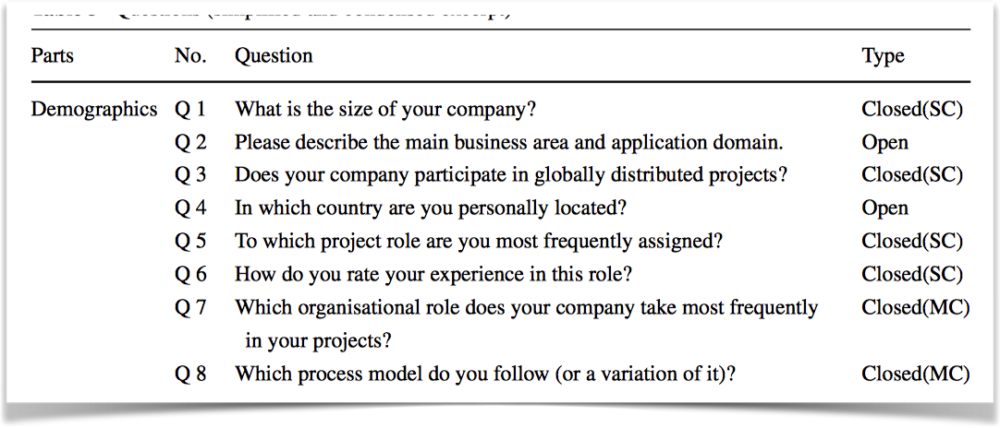 Questions (simplified and condensed excerpt)
Parts No. Question Type
Demographics Q 1 What is the size of your company? Closed(SC)
Q 2 Please describe the main business area and application domain. Open
Q 3 Does your company participate in globally distributed projects? Closed(SC)
Q 4 In which country are you personally located? Open
Q 5 To which project role are you most frequently assigned? Closed(SC)
Q 6 How do you rate your experience in this role? Closed(SC)
Q 7 Which organisational role does your company take most frequently Closed(MC)
in your projects?
Q 8 Which process model do you follow (or a variation of it)? Closed(MC)